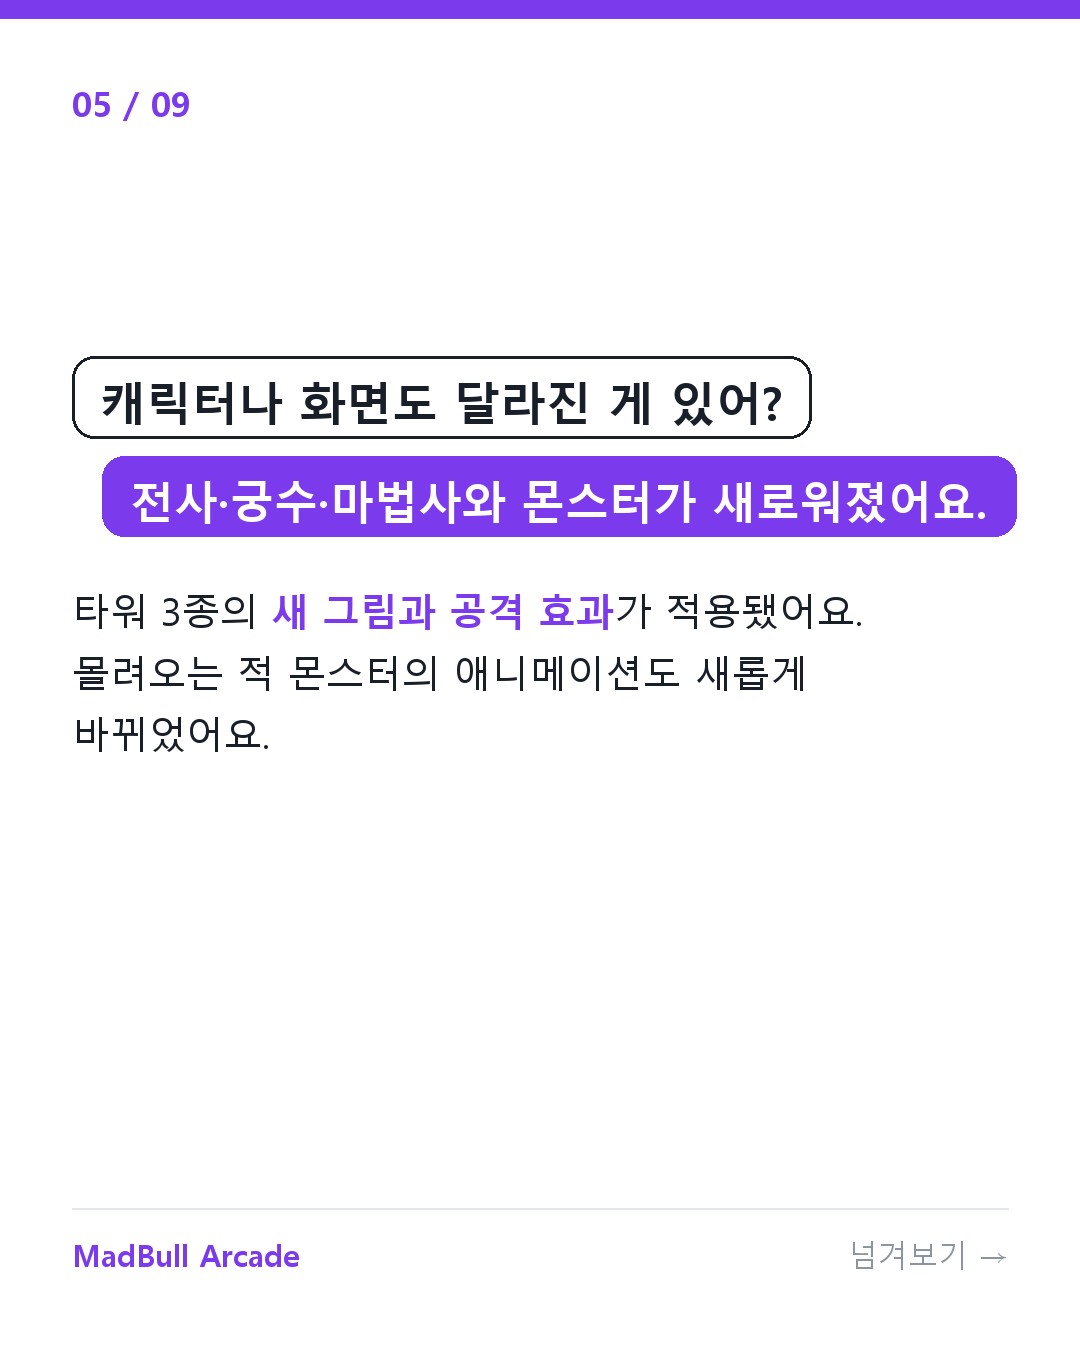 05 / 09
캐릭터나 화면도 달라진 게 있어?
전사·궁수·마법사와 몬스터가 새로워졌어요.
타워 3종의 새 그림과 공격 효과가 적용됐어요.
몰려오는 적 몬스터의 애니메이션도 새롭게
바뀌었어요.
MadBull Arcade
넘겨보기 →